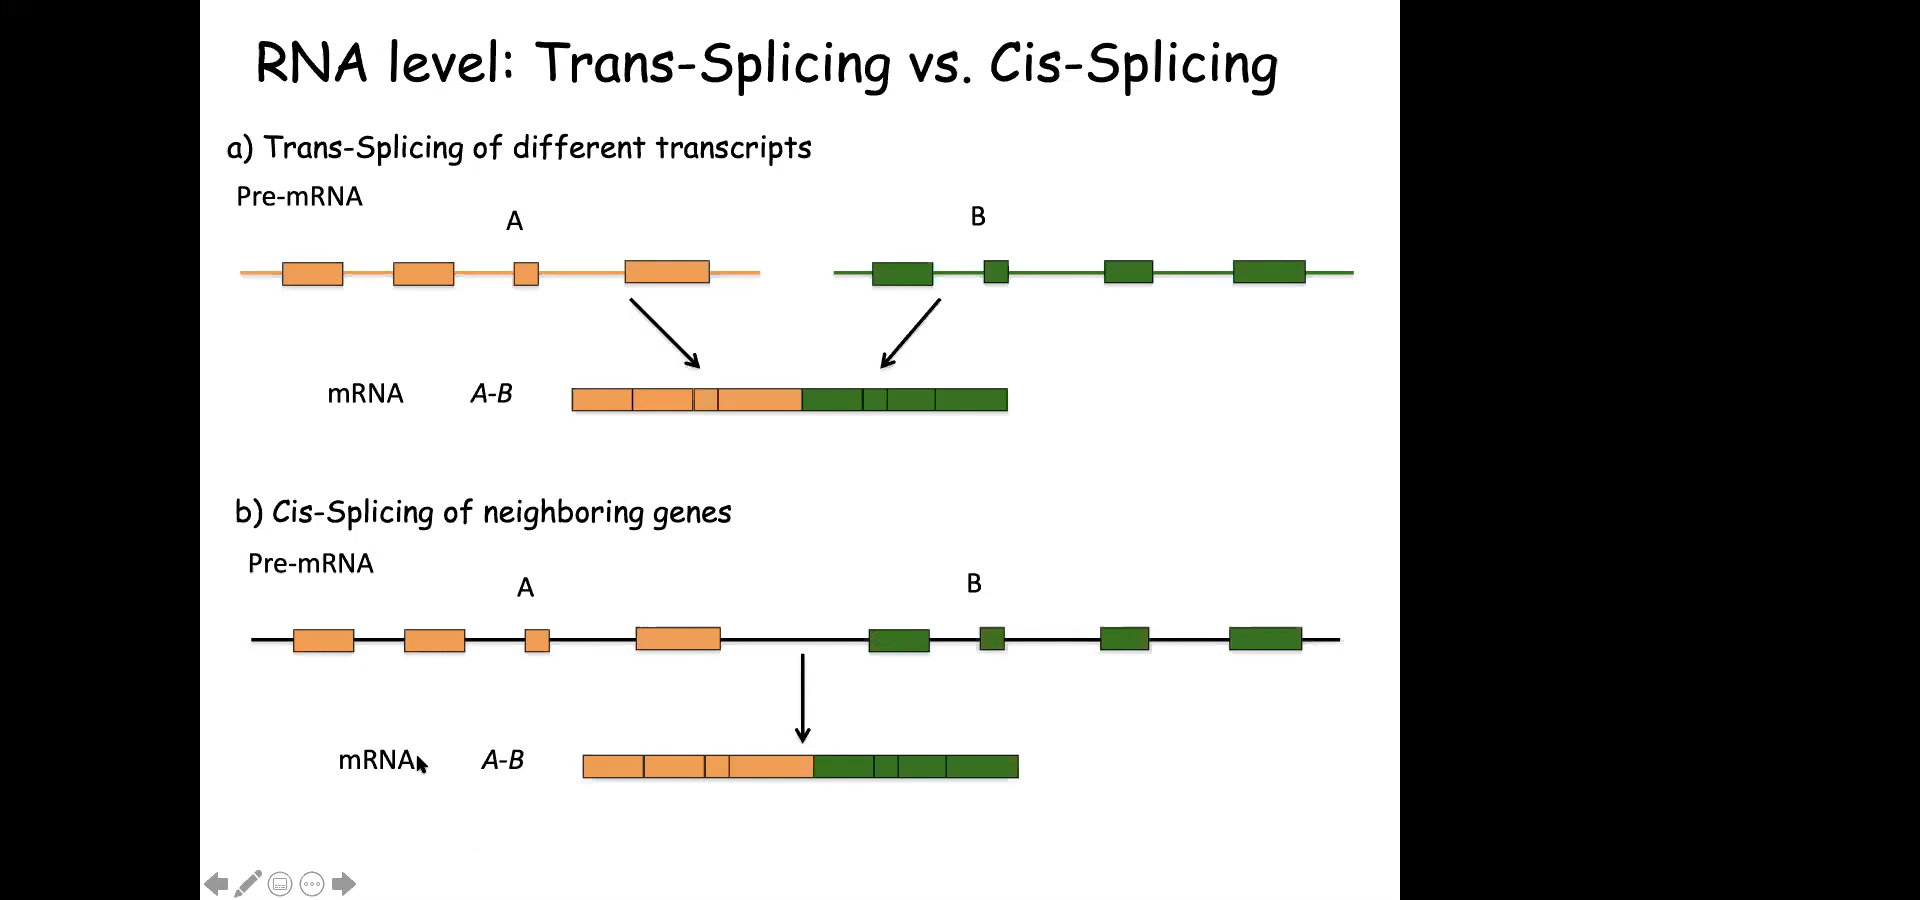 RNA level: Trans-Splicing vs. Cis-Splicing
a) Trans-Splicing of different transcripts
Pre-mRNA
A
B
mRNA
A-B
b) Cis-Splicing of neighboring genes
Pre-mRNA
A
B
mRNA
A-B